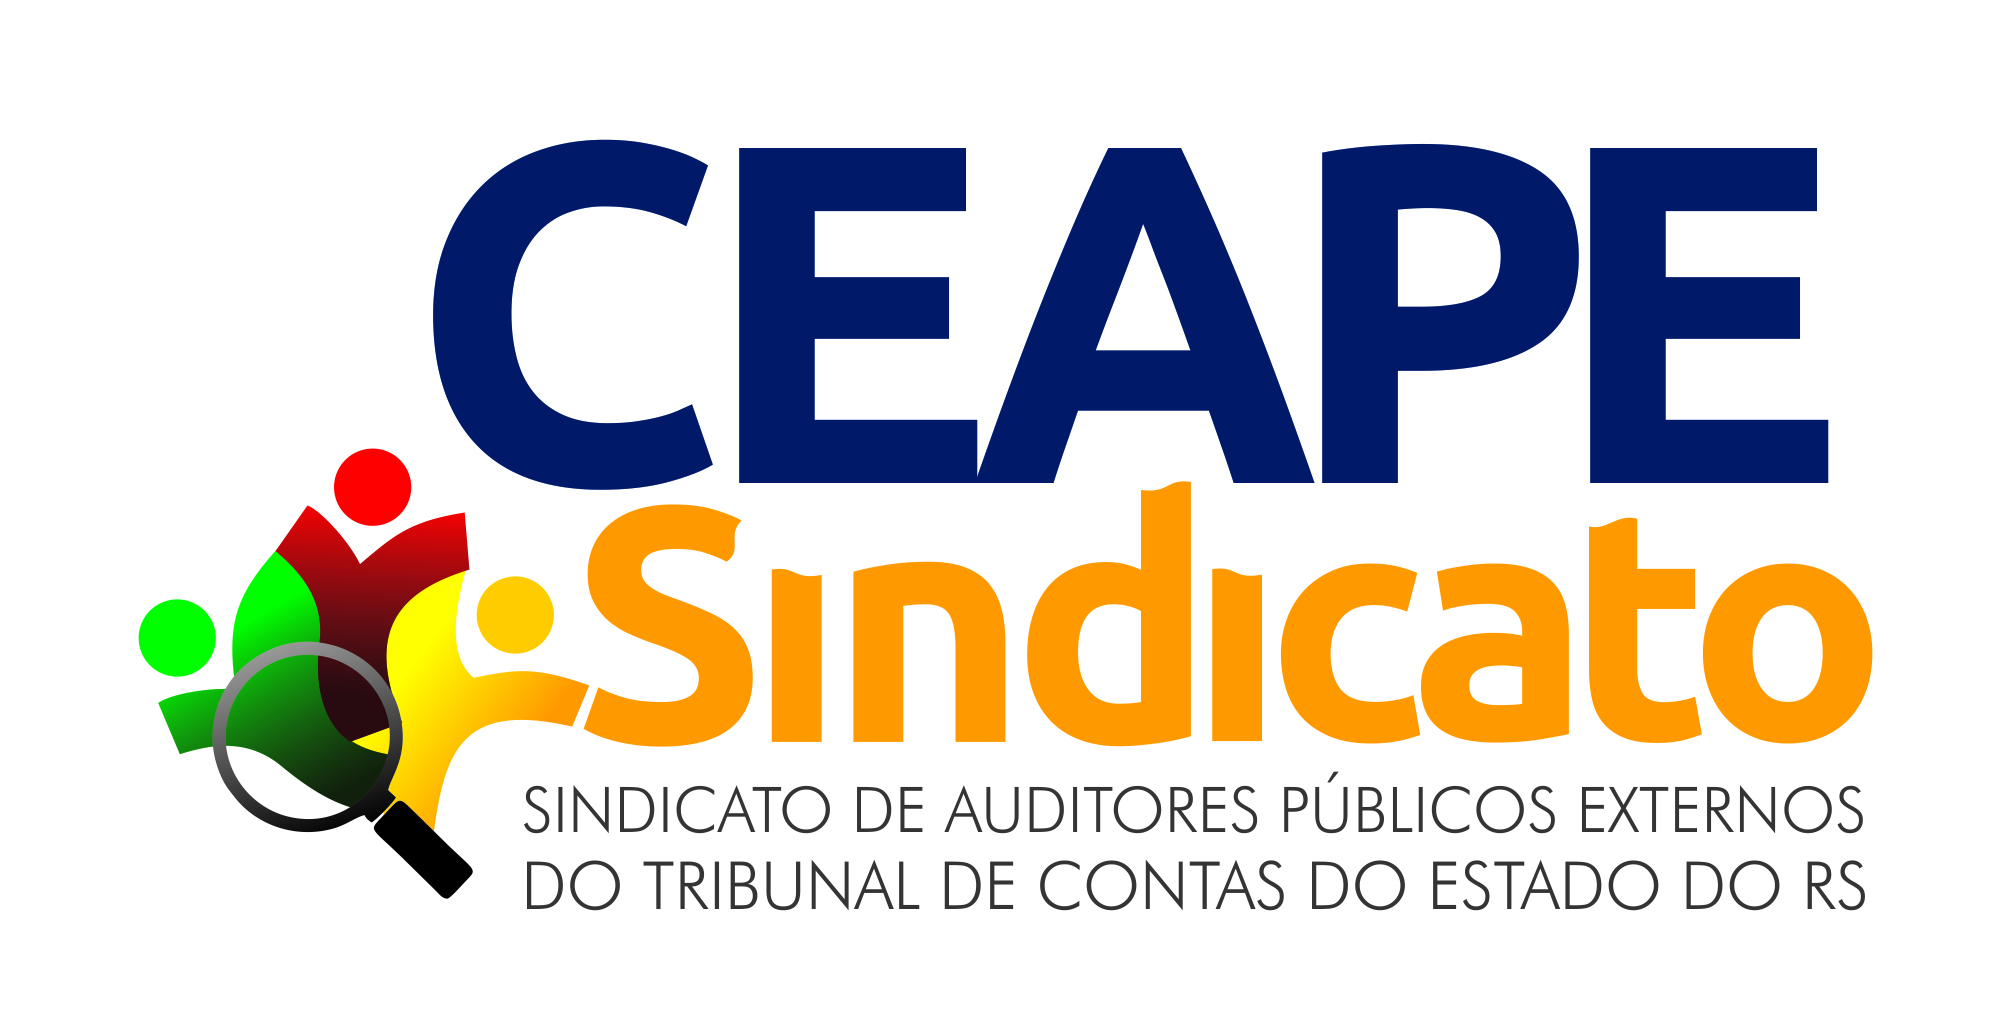 CEAPE
Sindicato
SINDICATO DE AUDITORES PÚBLICOS EXTERNOS
DO TRIBUNAL DE CONTAS DO ESTADO DO RS